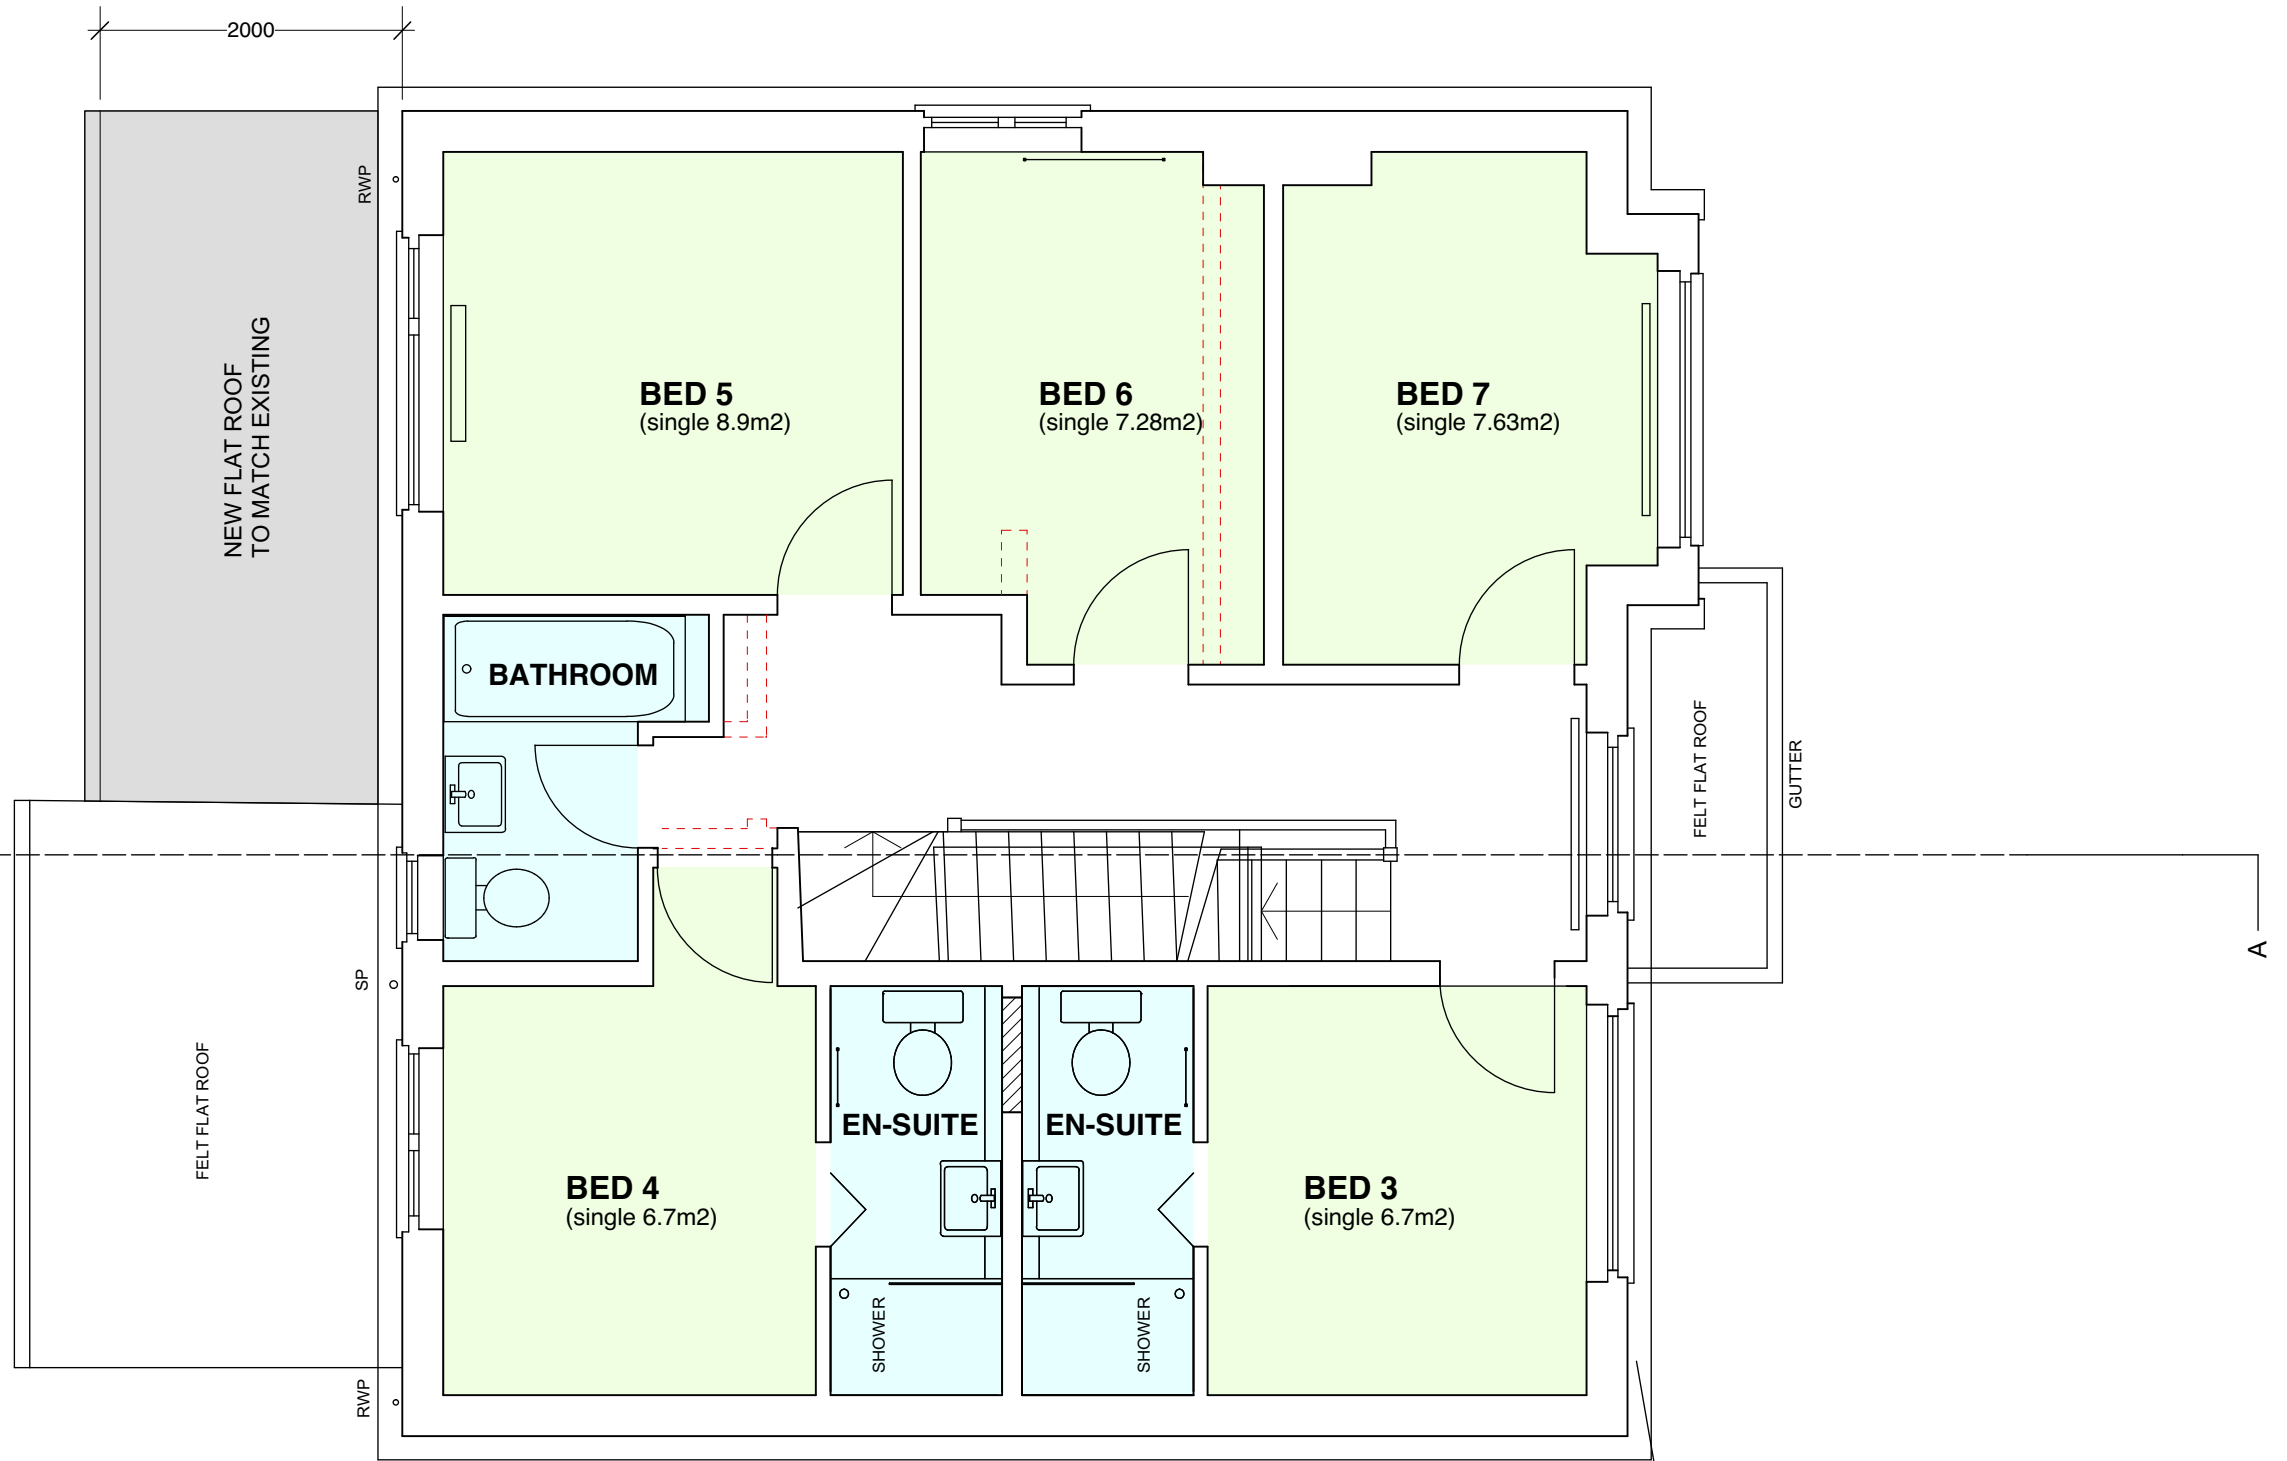 2000
RWP
NEW FLAT ROOF
TO MATCH EXISTING
BED 5
(single 8.9m2)
BED 6
(single 7.28m2)
BED 7
(single 7.63m2)
BATHROOM
FELT FLAT ROOF
GUTTER
A
SP
FELT FLAT ROOF
EN-SUITE
EN-SUITE
BED 4
(single 6.7m2)
BED 3
(single 6.7m2)
SHOWER
SHOWER
RWP